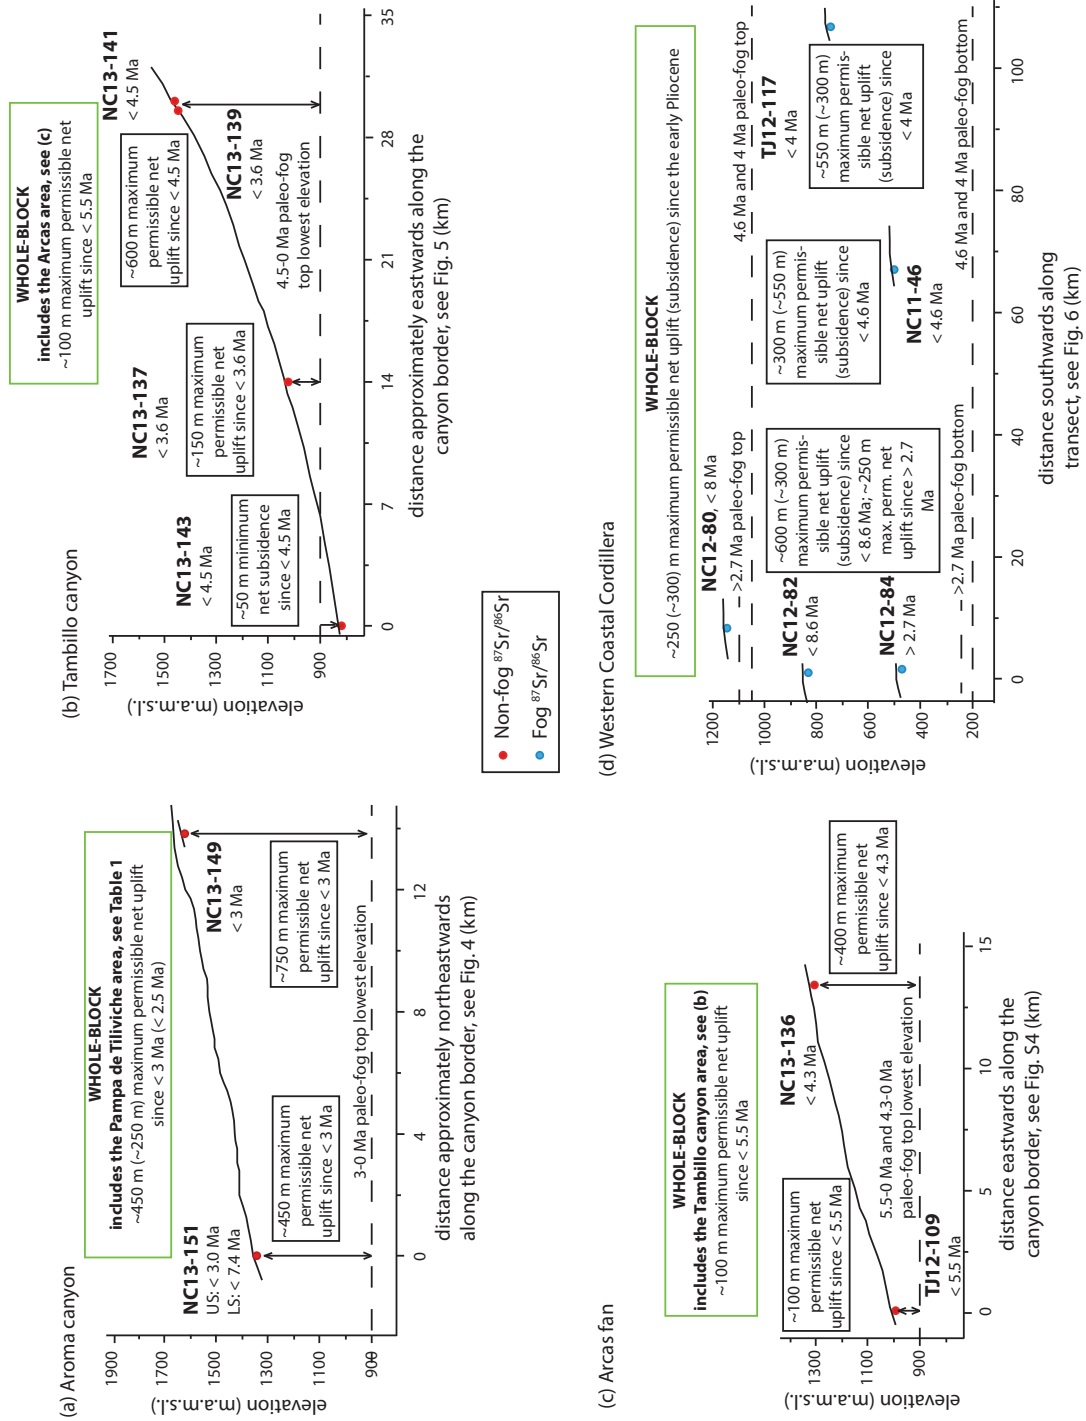 (a) Aroma canyon
WHOLE-BLOCK
includes the Pampa de Tiliviche area, see Table 1
~450 m (~250 m) maximum permissible net uplift
since < 3 Ma (< 2.5 Ma)
elevation (m.a.m.s.l.)
1900
1700
1500
1300
1100
900
NC13-151
US: < 3.0 Ma
LS: < 7.4 Ma
~450 m maximum
permissible net
uplift since < 3 Ma
NC13-149
< 3 Ma
~750 m maximum
permissible net
uplift since < 3 Ma
3-0 Ma paleo-fog top lowest elevation
0
4
8
12
distance approximately northeastwards
along the canyon border, see Fig. 4 (km)
(b) Tambillo canyon
WHOLE-BLOCK
includes the Arcas area, see (c)
~100 m maximum permissible net
uplift since < 5.5 Ma
elevation (m.a.m.s.l.)
1700
1500
1300
1100
900
NC13-143
< 4.5 Ma
~50 m minimum
net subsidence
since < 4.5 Ma
NC13-137
< 3.6 Ma
~150 m maximum
permissible net
uplift since < 3.6 Ma
NC13-141
< 4.5 Ma
~600 m maximum
permissible net
uplift since < 4.5 Ma
NC13-139
< 3.6 Ma
4.5-0 Ma paleo-fog
top lowest elevation
0
7
14
21
28
35
distance approximately eastwards along the
canyon border, see Fig. 5 (km)
Non-fog ⁸⁷Sr/⁸⁶Sr
Fog ⁸⁷Sr/⁸⁶Sr
(c) Arcas fan
WHOLE-BLOCK
includes the Tambillo canyon area, see (b)
~100 m maximum permissible net uplift
since < 5.5 Ma
elevation (m.a.m.s.l.)
1300
1100
900
~100 m maximum
permissible net
uplift since < 5.5 Ma
TJ12-109
< 5.5 Ma
NC13-136
< 4.3 Ma
~400 m maximum
permissible net
uplift since < 4.3 Ma
5.5-0 Ma and 4.3-0 Ma
paleo-fog top lowest elevation
0
5
10
15
distance eastwards along the
canyon border, see Fig. S4 (km)
(d) Western Coastal Cordillera
WHOLE-BLOCK
~250 (~300) m maximum permissible net uplift (subsidence) since the early Pliocene
elevation (m.a.m.s.l.)
1200
1000
800
600
400
200
NC12-80, < 8 Ma
>2.7 Ma paleo-fog top
4.6 Ma and 4 Ma paleo-fog top
NC12-82
< 8.6 Ma
NC12-84
> 2.7 Ma
~600 m (~300 m)
maximum permis-
sible net uplift
(subsidence) since
< 8.6 Ma; ~250 m
max. perm. net
uplift since > 2.7
Ma
~300 m (~550 m)
maximum permis-
sible net uplift
(subsidence) since
< 4.6 Ma
NC11-46
< 4.6 Ma
TJ12-117
< 4 Ma
~550 m (~300 m)
maximum permis-
sible net uplift
(subsidence) since
< 4 Ma
>2.7 Ma paleo-fog bottom
4.6 Ma and 4 Ma paleo-fog bottom
0
20
40
60
80
100
distance southwards along
transect, see Fig. 6 (km)